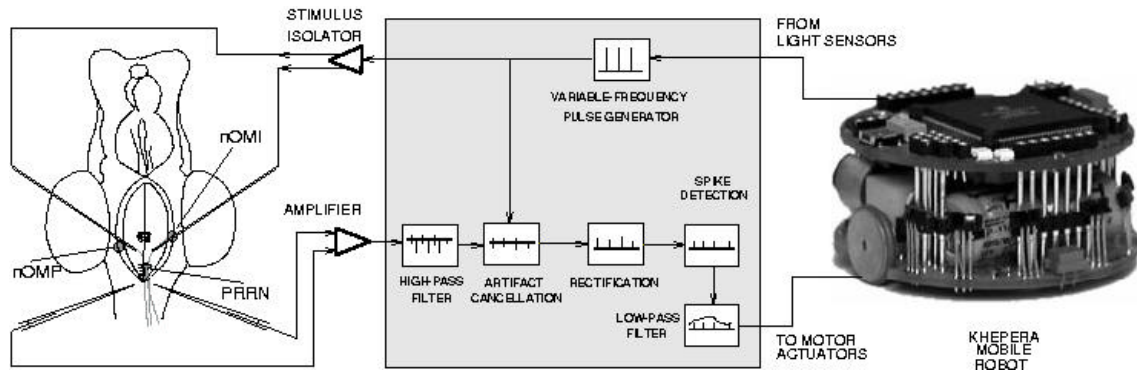 STIMULUS
ISOLATOR
FROM
LIGHT SENSORS
VARIABLE-FREQUENCY
PULSE GENERATOR
nOMI
SPIKE
DETECTION
AMPLIFIER
nOMP
PRRN
HIGH-PASS
FILTER
ARTIFACT
CANCELLATION
RECTIFICATION
LOW-PASS
FILTER
TO MOTOR
ACTUATORS
KHEPERA
MOBILE
ROBOT